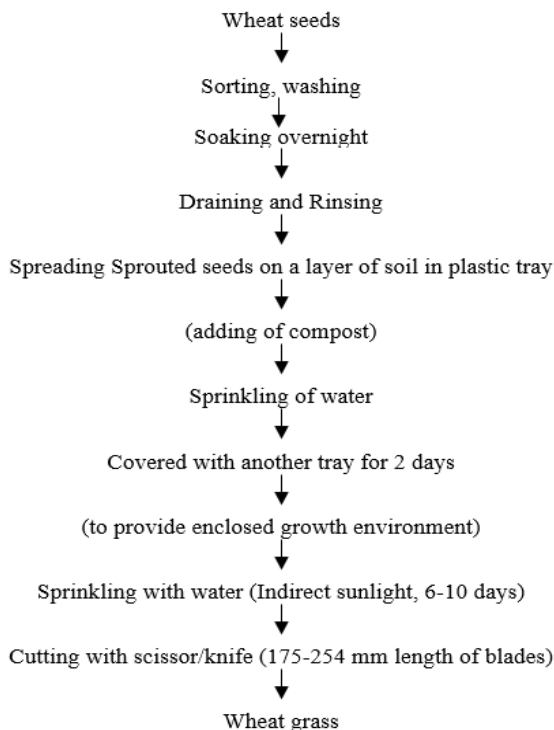 Wheat seeds
Sorting, washing
Soaking overnight
Draining and Rinsing
Spreading Sprouted seeds on a layer of soil in plastic tray
(adding of compost)
Sprinkling of water
Covered with another tray for 2 days
(to provide enclosed growth environment)
Sprinkling with water (Indirect sunlight, 6-10 days)
Cutting with scissor/knife (175-254 mm length of blades)
Wheat grass